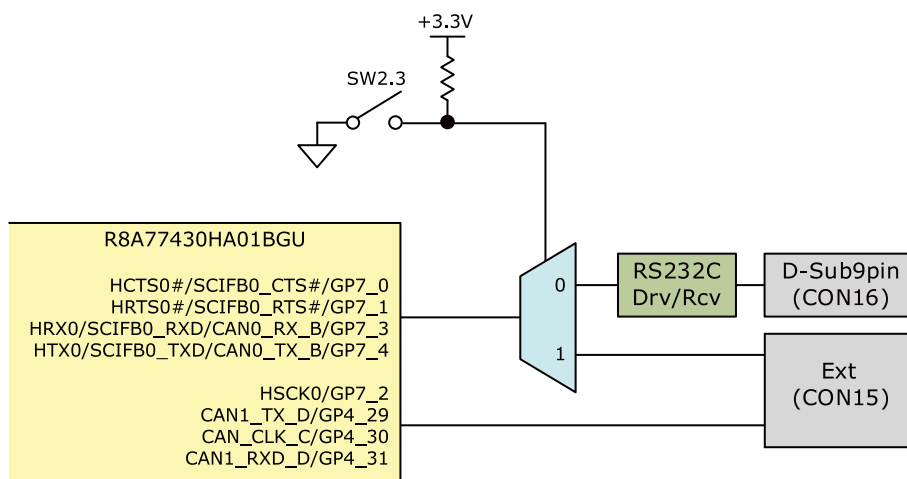 +3.3V
SW2.3
R8A77430HA01BGU
HCTS0#/SCIFB0_CTS#/GP7_0
HRTS0#/SCIFB0_RTS#/GP7_1
HRX0/SCIFB0_RXD/CAN0_RX_B/GP7_3
HTX0/SCIFB0_TXD/CAN0_TX_B/GP7_4
HSCK0/GP7_2
CAN1_TX_D/GP4_29
CAN_CLK_C/GP4_30
CAN1_RXD_D/GP4_31
0
1
RS232C
Drv/Rcv
D-Sub9pin
(CON16)
Ext
(CON15)